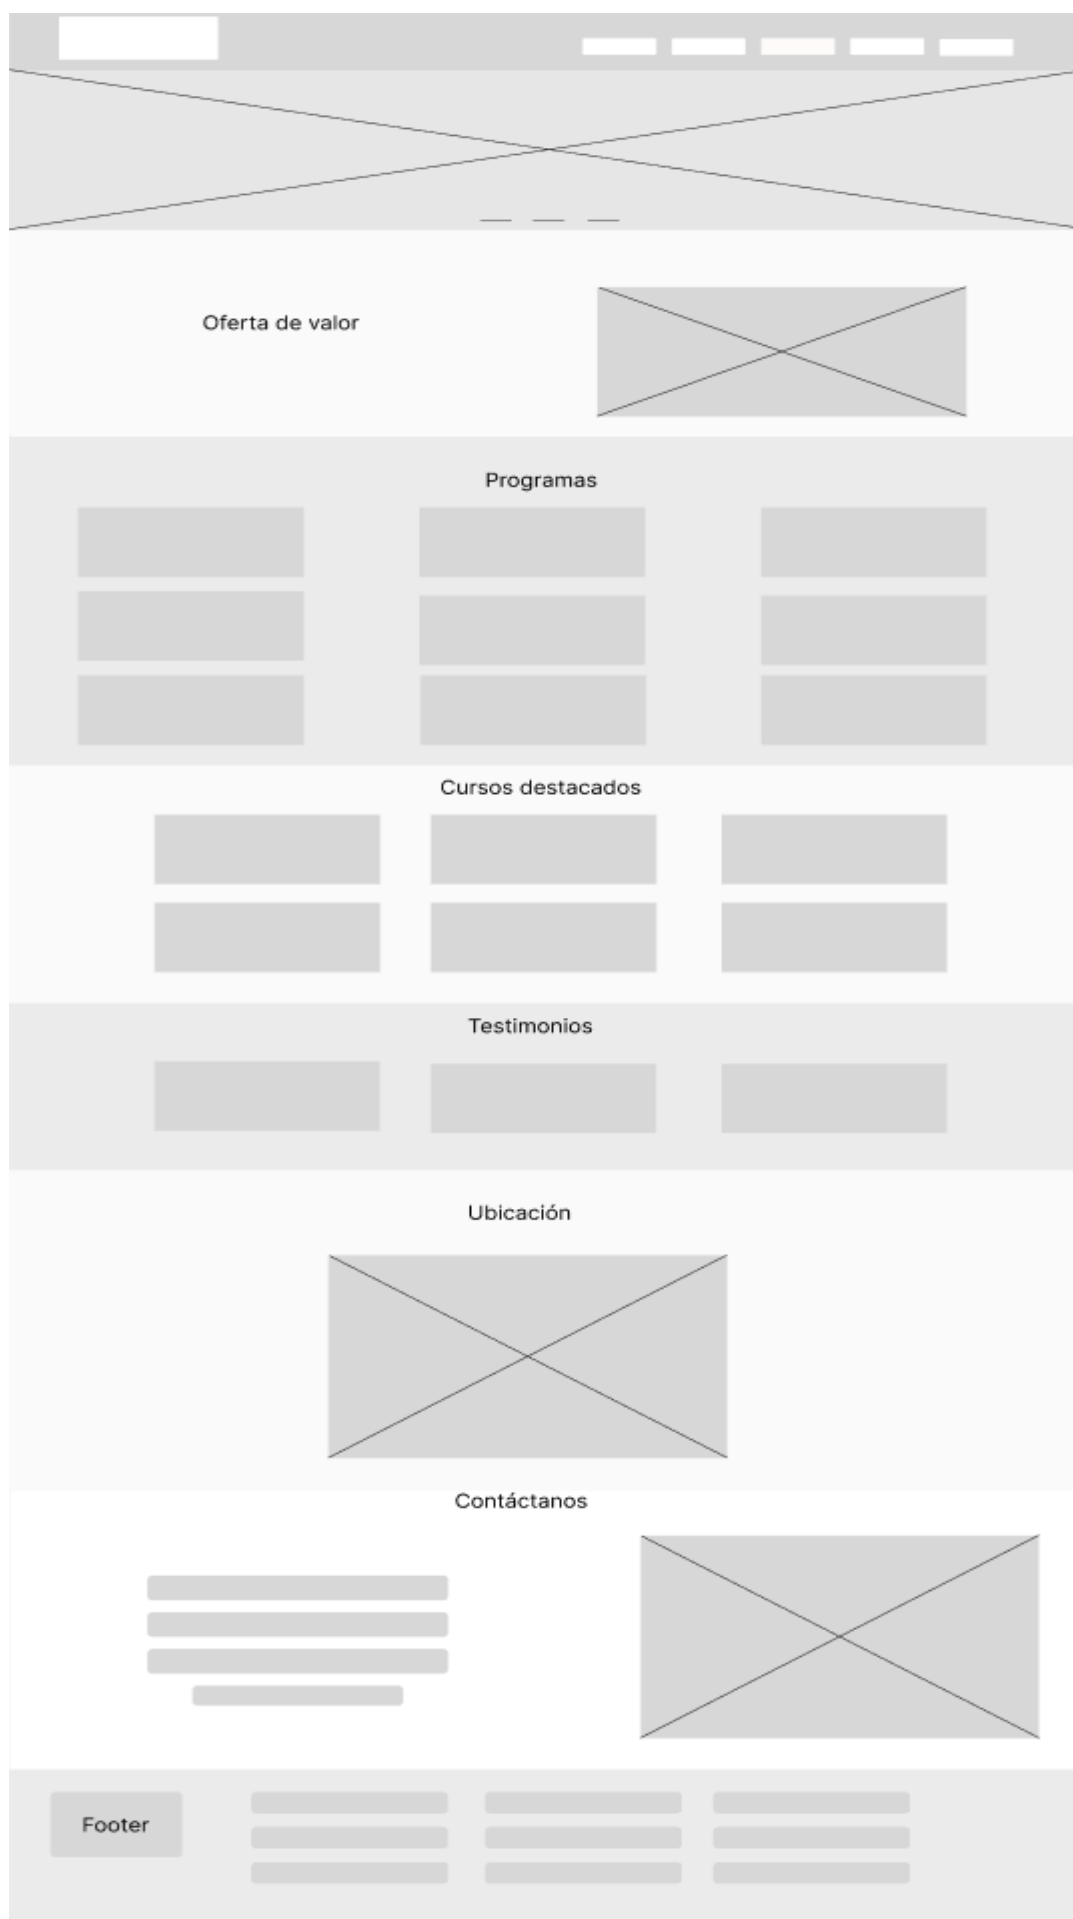 Oferta de valor
Programas
Cursos destacados
Testimonios
Ubicación
Contáctanos
Footer